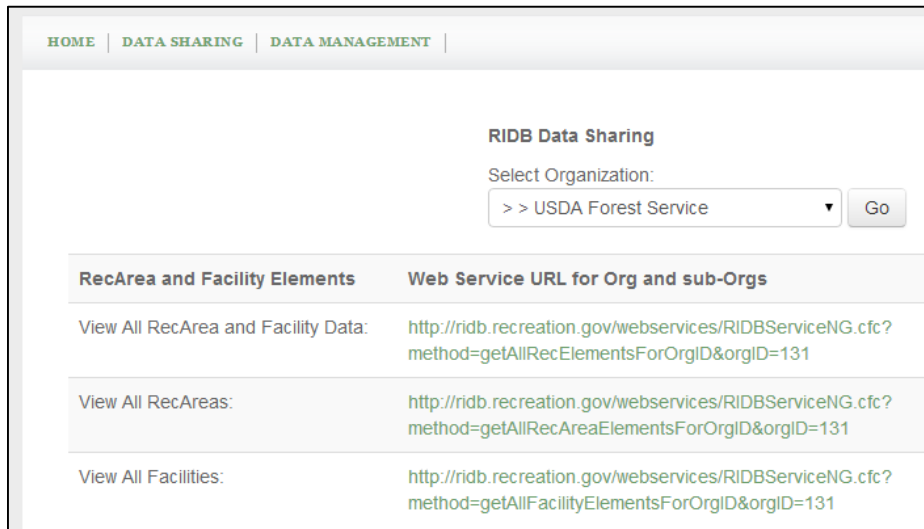 HOME | DATA SHARING | DATA MANAGEMENT |
RIDB Data Sharing
Select Organization:
> > USDA Forest Service Go
RecArea and Facility Elements Web Service URL for Org and sub-Orgs
View All RecArea and Facility Data: http://ridb.recreation.gov/webservices/RIDBServiceNG.cfc?
method=getAllRecElementsForOrgID&orgID=131
View All RecAreas: http://ridb.recreation.gov/webservices/RIDBServiceNG.cfc?
method=getAllRecAreaElementsForOrgID&orgID=131
View All Facilities: http://ridb.recreation.gov/webservices/RIDBServiceNG.cfc?
method=getAllFacilityElementsForOrgID&orgID=131